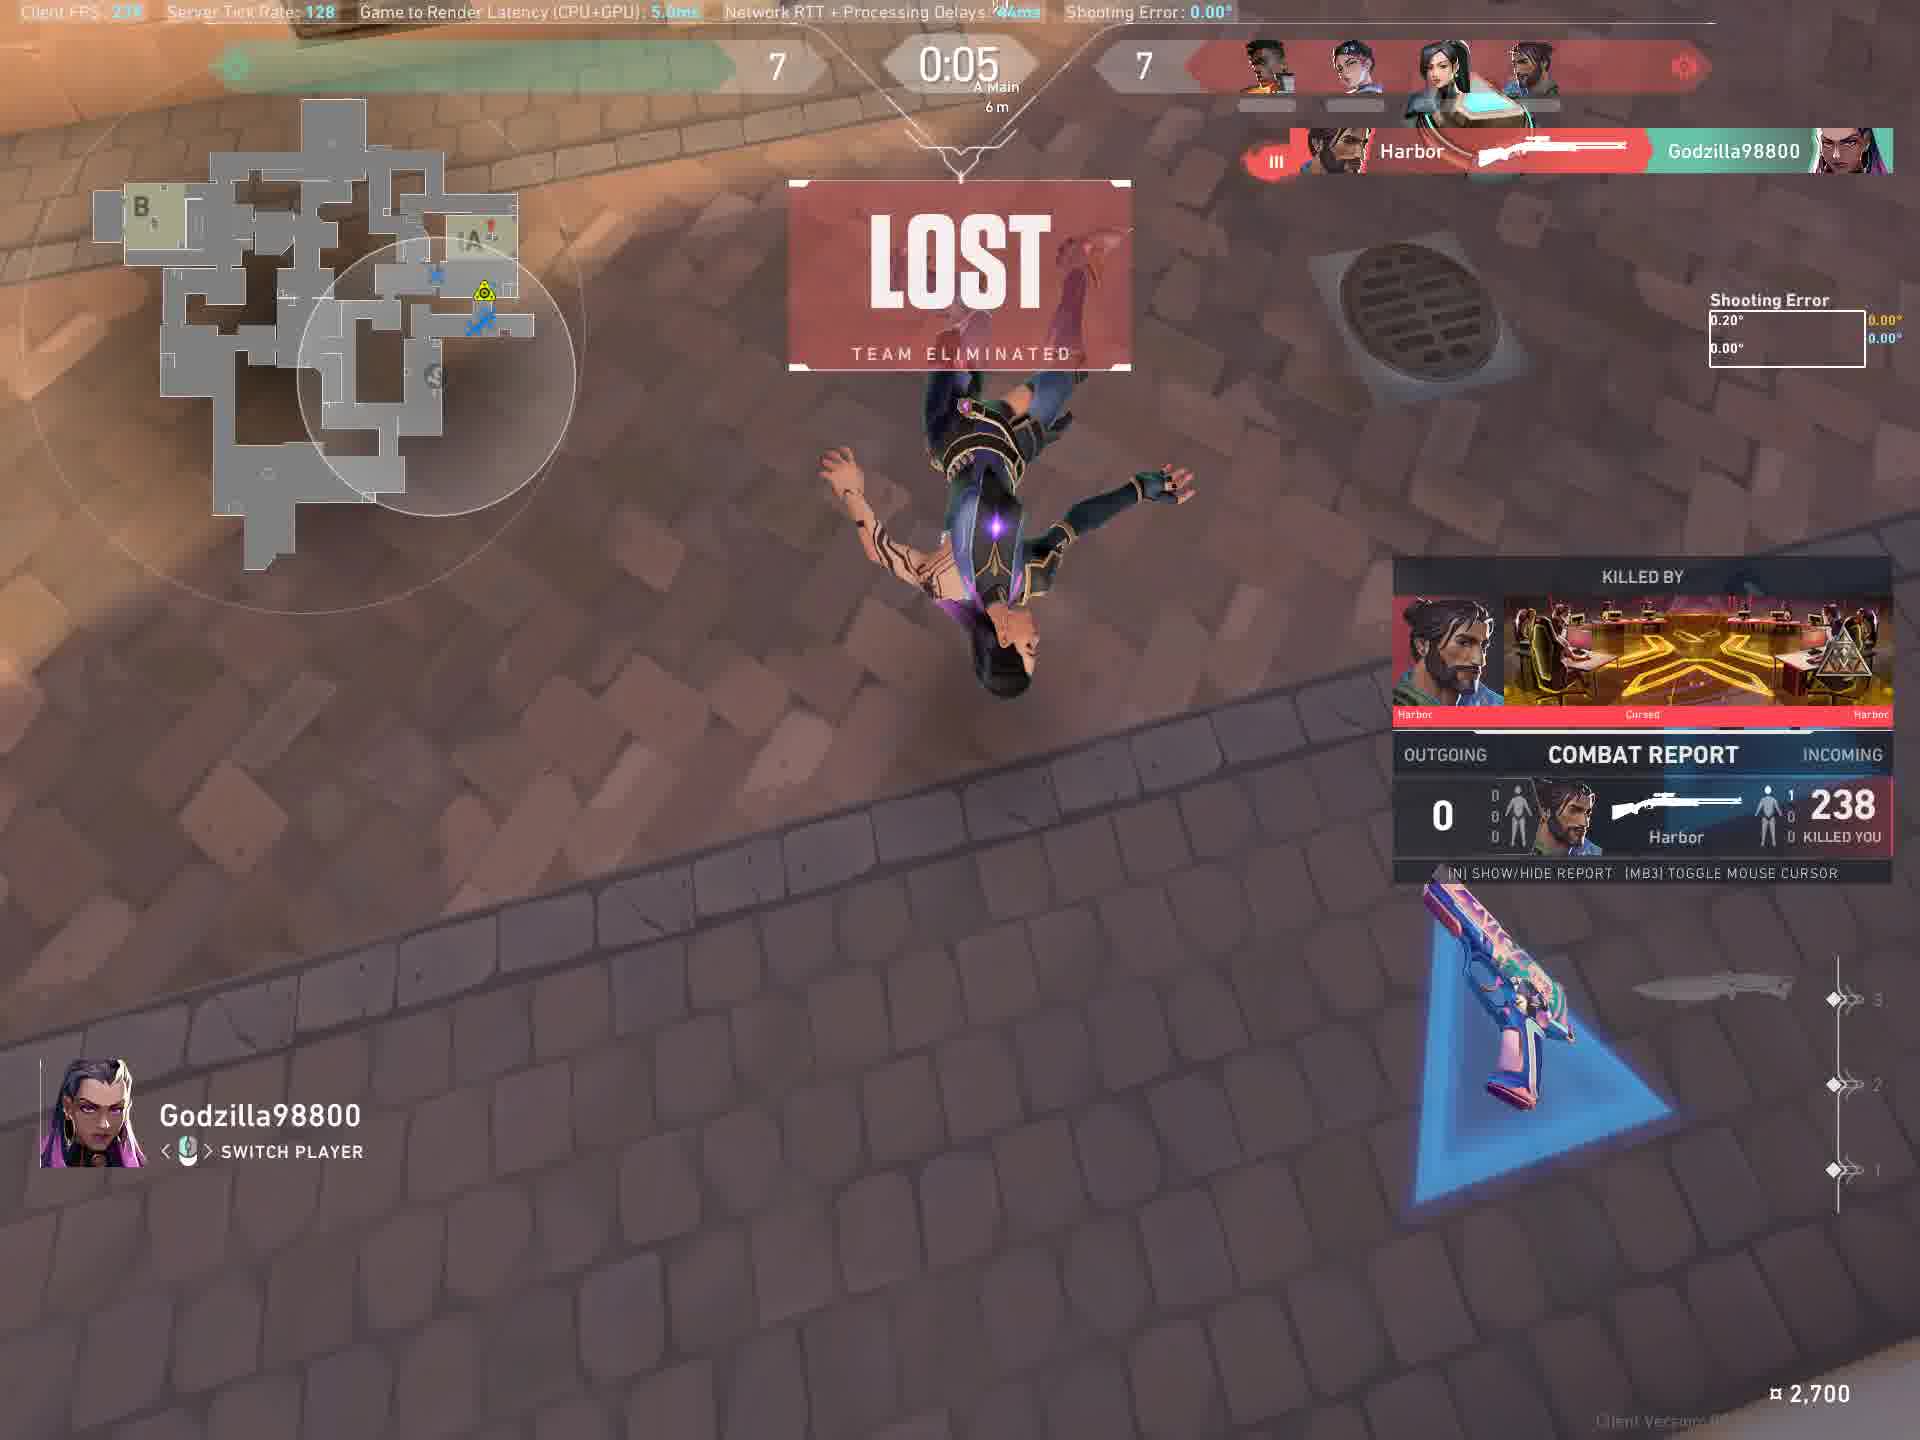 Client FPS: 238 Server Tick Rate: 128 Game to Render Latency (CPU+GPU): 5.0ms Network RTT + Processing Delays: Shooting Error: 0.00°
7
0:05
7
A Main
6 m
Harbor
Godzilla98800
B
A
LOST
TEAM ELIMINATED
Shooting Error
0.20°
0.00°
0.00°
0.00°
KILLED BY
Harbor Cursed Harbor
OUTGOING COMBAT REPORT INCOMING
0
0
0
0
Harbor
1
0
0
238
KILLED YOU
[N] SHOW/HIDE REPORT [MB3] TOGGLE MOUSE CURSOR
3
2
1
Godzilla98800
< > SWITCH PLAYER
¤ 2,700
Client Version: